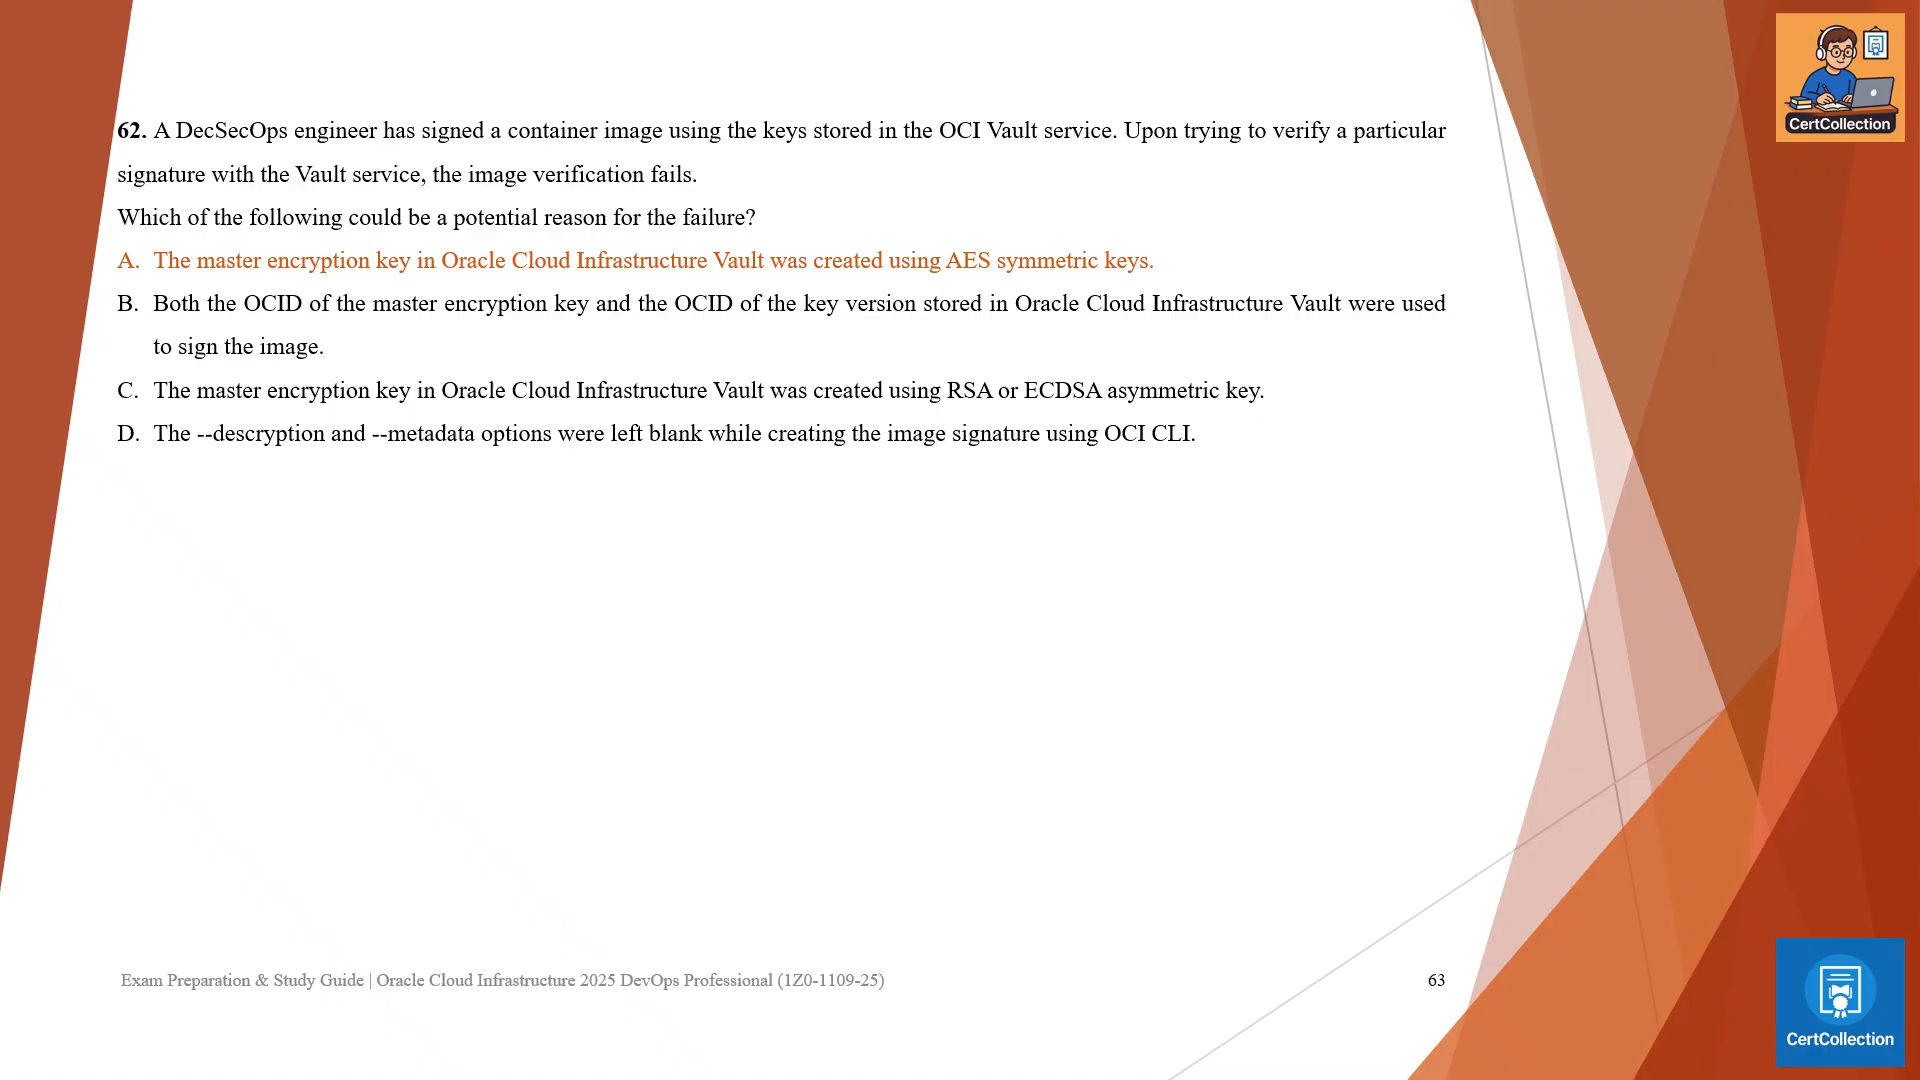 CertCollection
62. A DecSecOps engineer has signed a container image using the keys stored in the OCI Vault service. Upon trying to verify a particular
signature with the Vault service, the image verification fails.
Which of the following could be a potential reason for the failure?
A. The master encryption key in Oracle Cloud Infrastructure Vault was created using AES symmetric keys.
B. Both the OCID of the master encryption key and the OCID of the key version stored in Oracle Cloud Infrastructure Vault were used
to sign the image.
C. The master encryption key in Oracle Cloud Infrastructure Vault was created using RSA or ECDSA asymmetric key.
D. The --descryption and --metadata options were left blank while creating the image signature using OCI CLI.
Exam Preparation & Study Guide | Oracle Cloud Infrastructure 2025 DevOps Professional (1Z0-1109-25)
63
CertCollection